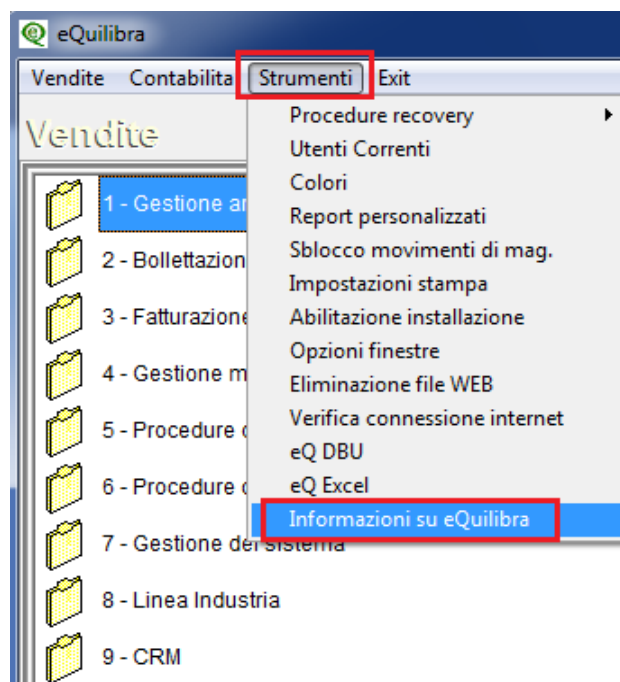 eQuilibra
Vendite Contabilita Strumenti Exit
Vendite
Procedure recovery
Utenti Correnti
Colori
Report personalizzati
Sblocco movimenti di mag.
Impostazioni stampa
Abilitazione installazione
Opzioni finestre
Eliminazione file WEB
Verifica connessione internet
eQ DBU
eQ Excel
Informazioni su eQuilibra
1 - Gestione
2 - Bollettazion
3 - Fatturazione
4 - Gestione m
5 - Procedure
6 - Procedure
7 - Gestione del sistema
8 - Linea Industria
9 - CRM